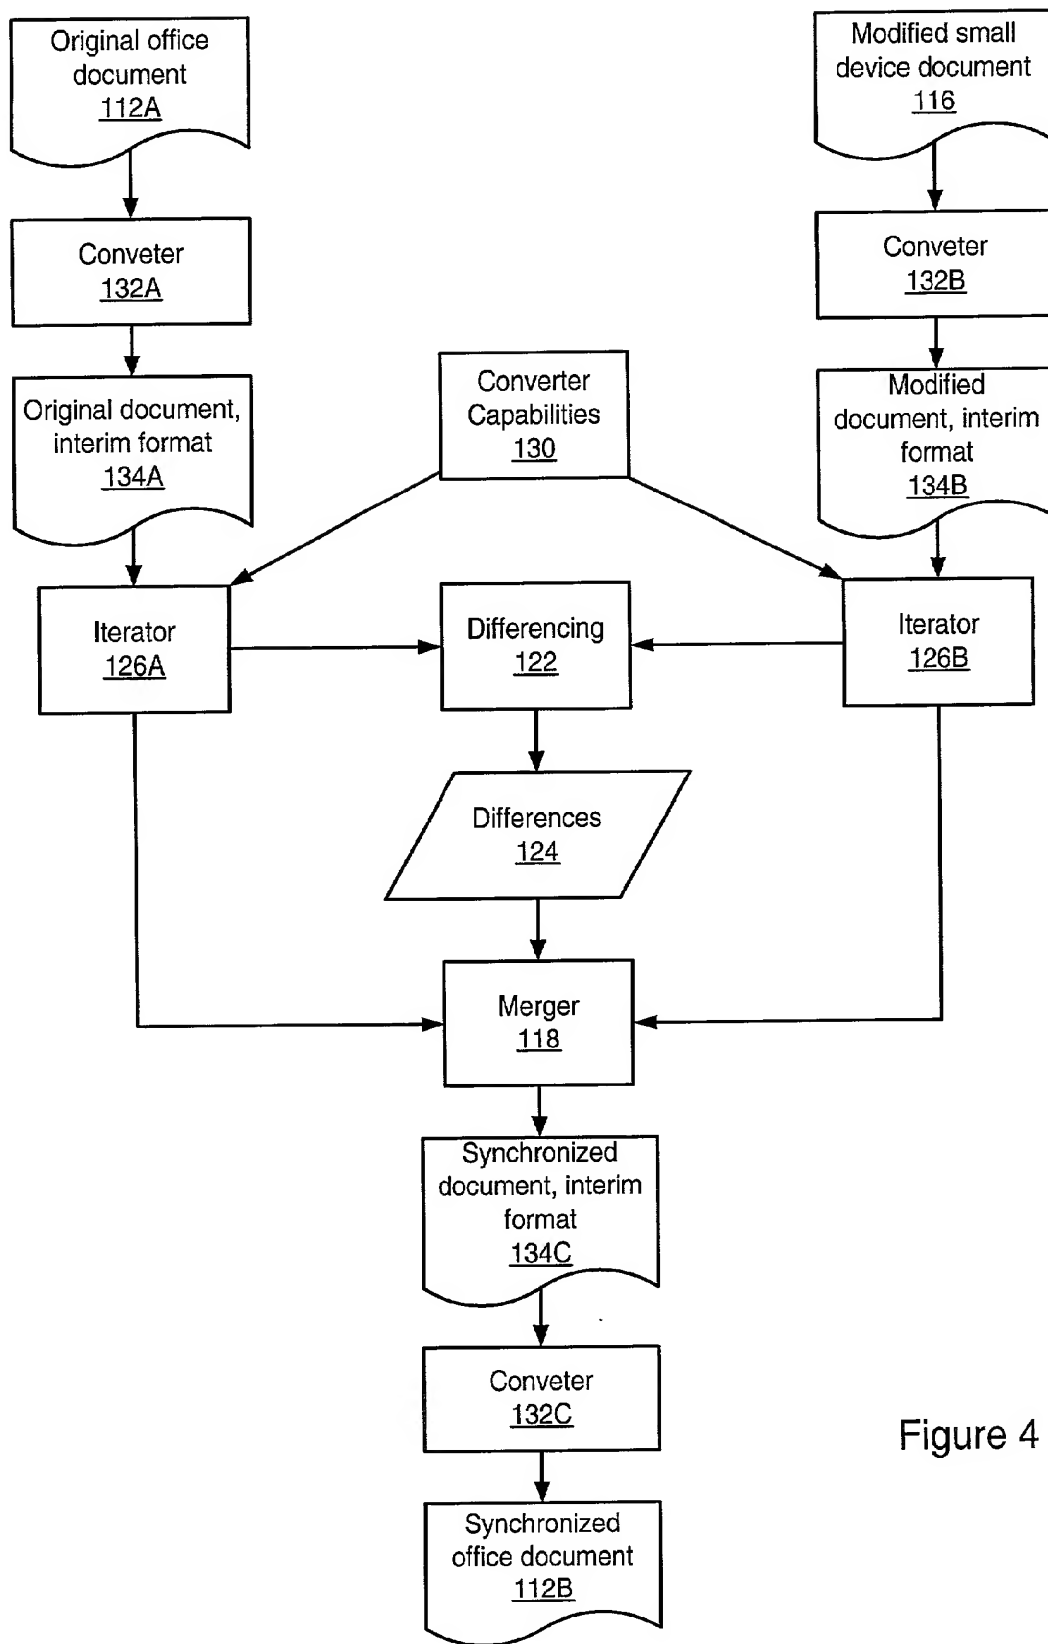 Original office
document
112A
Modified small
device document
116
Conveter
132A
Conveter
132B
Original document,
interim format
134A
Converter
Capabilities
130
Modified
document, interim
format
134B
Iterator
126A
Differencing
122
Iterator
126B
Differences
124
Merger
118
Synchronized
document, interim
format
134C
Conveter
132C
Figure 4
Synchronized
office document
112B